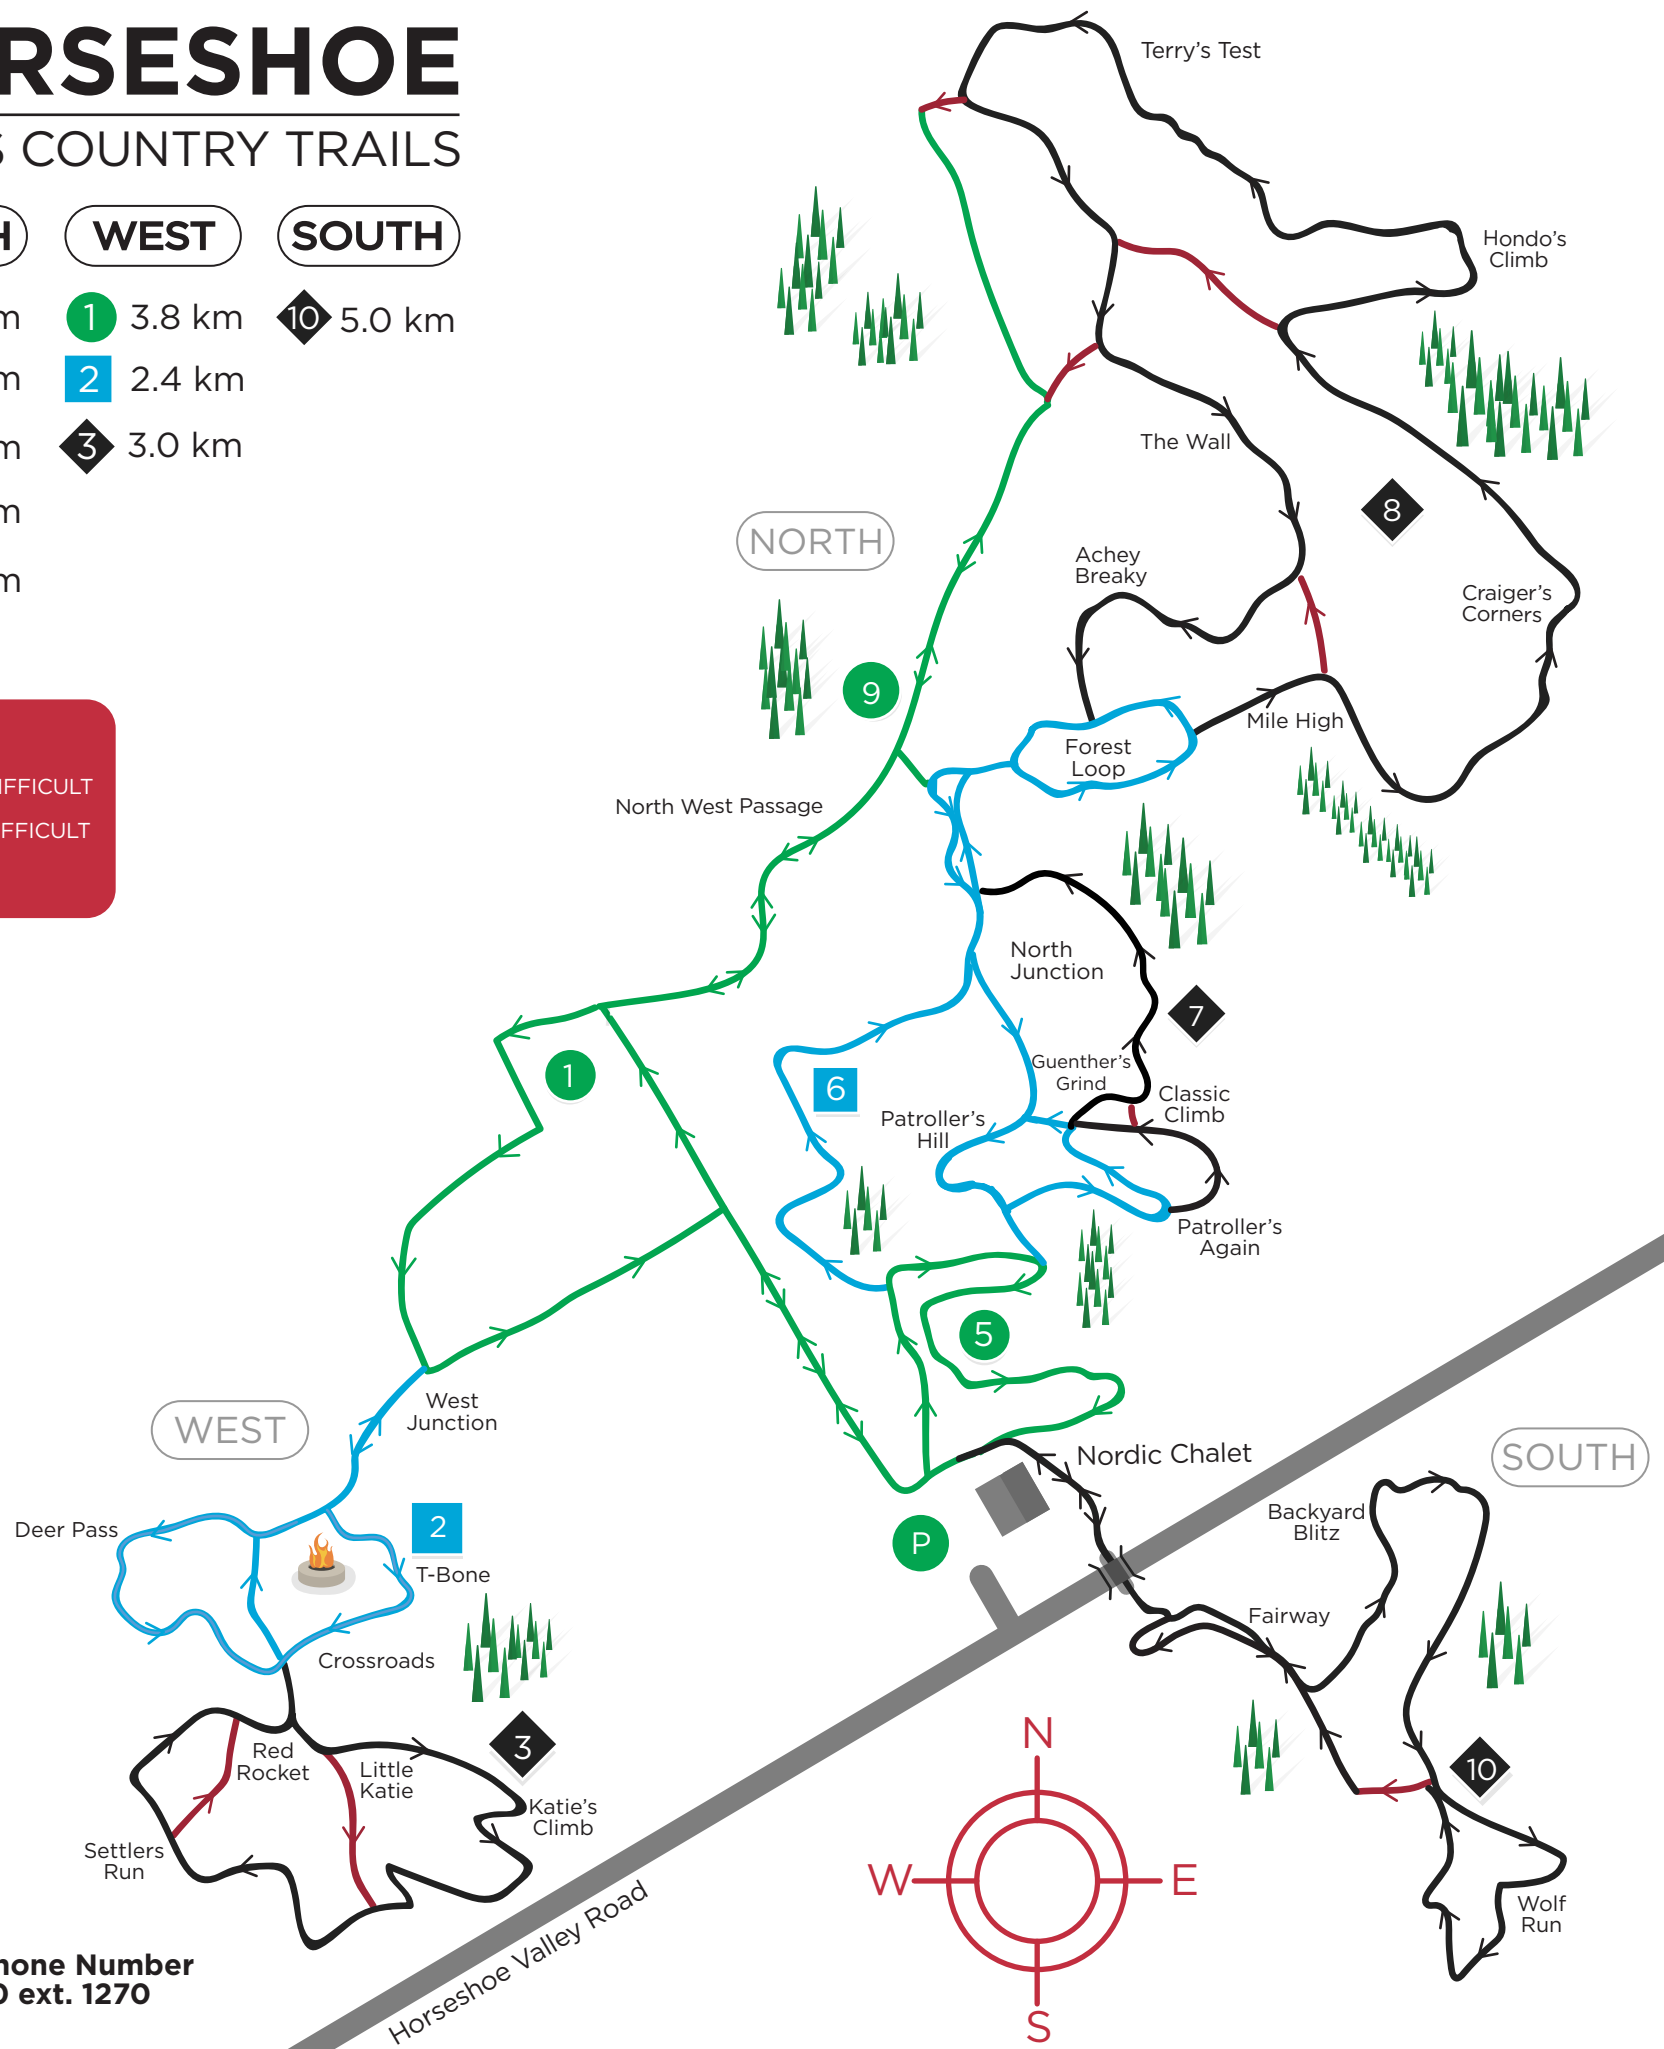 RSESHOE
S COUNTRY TRAILS
H
WEST
SOUTH
m
1 3.8 km
10 5.0 km
m
2 2.4 km
m
3 3.0 km
m
m
IFFICULT
FFICULT
Terry's Test
Hondo's
Climb
The Wall
8
NORTH
Achey
Breaky
Craiger's
Corners
9
Mile High
Forest
Loop
North West Passage
North
Junction
7
1
Guenther's
Grind
6
Classic
Climb
Patroller's
Hill
Patroller's
Again
5
West
Junction
WEST
Nordic Chalet
SOUTH
Deer Pass
2
T-Bone
P
Backyard
Blitz
Fairway
Crossroads
Red
Rocket
Little
Katie
3
Katie's
Climb
Settlers
Run
10
Wolf
Run
N
W
E
S
Horseshoe Valley Road
hone Number
0 ext. 1270